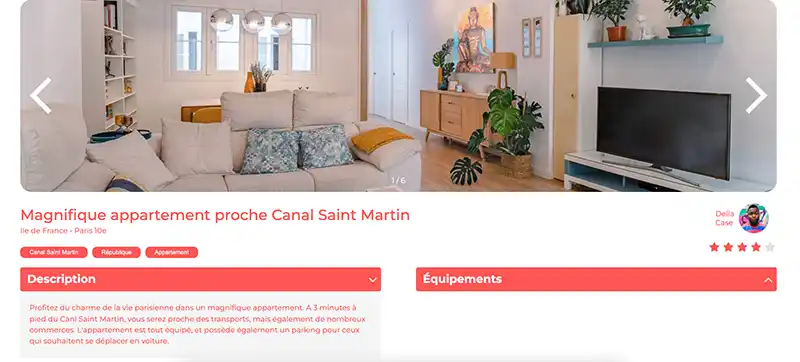 1 / 6
Magnifique appartement proche Canal Saint Martin
Ile de France - Paris 10e
Della
Case
Canal Saint Martin
République
Appartement
Description
Équipements
Profitez du charme de la vie parisienne dans un magnifique appartement. A 3 minutes à
pied du Canl Saint Martin, vous serez proche des transports, mais également de nombreux
commerces. L'appartement est tout équipé, et possède également un parking pour ceux
qui souhaitent se déplacer en voiture.